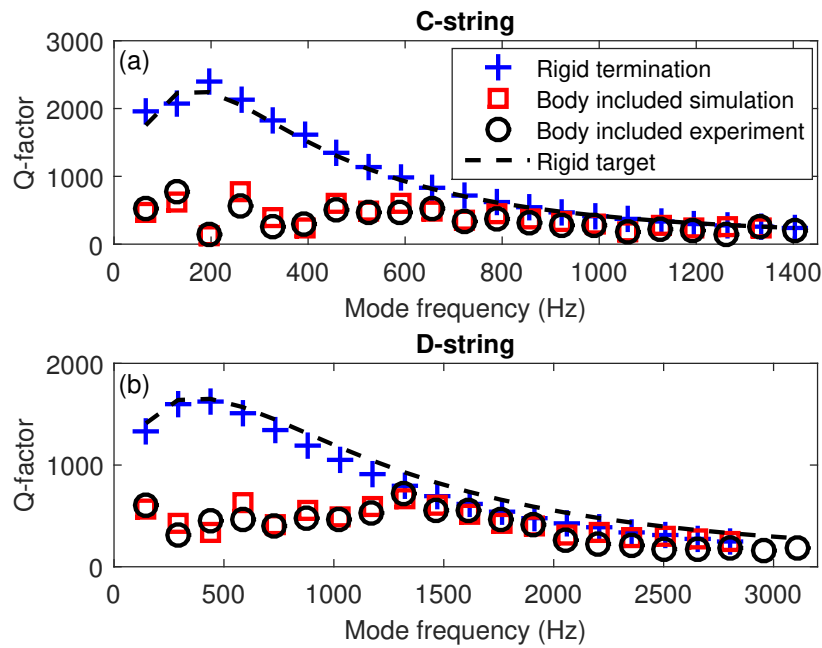 C-string
(a)
Q-factor
3000
2000
1000
0
Rigid termination
Body included simulation
Body included experiment
Rigid target
0 200 400 600 800 1000 1200 1400
Mode frequency (Hz)
D-string
(b)
Q-factor
2000
1000
0
0 500 1000 1500 2000 2500 3000
Mode frequency (Hz)